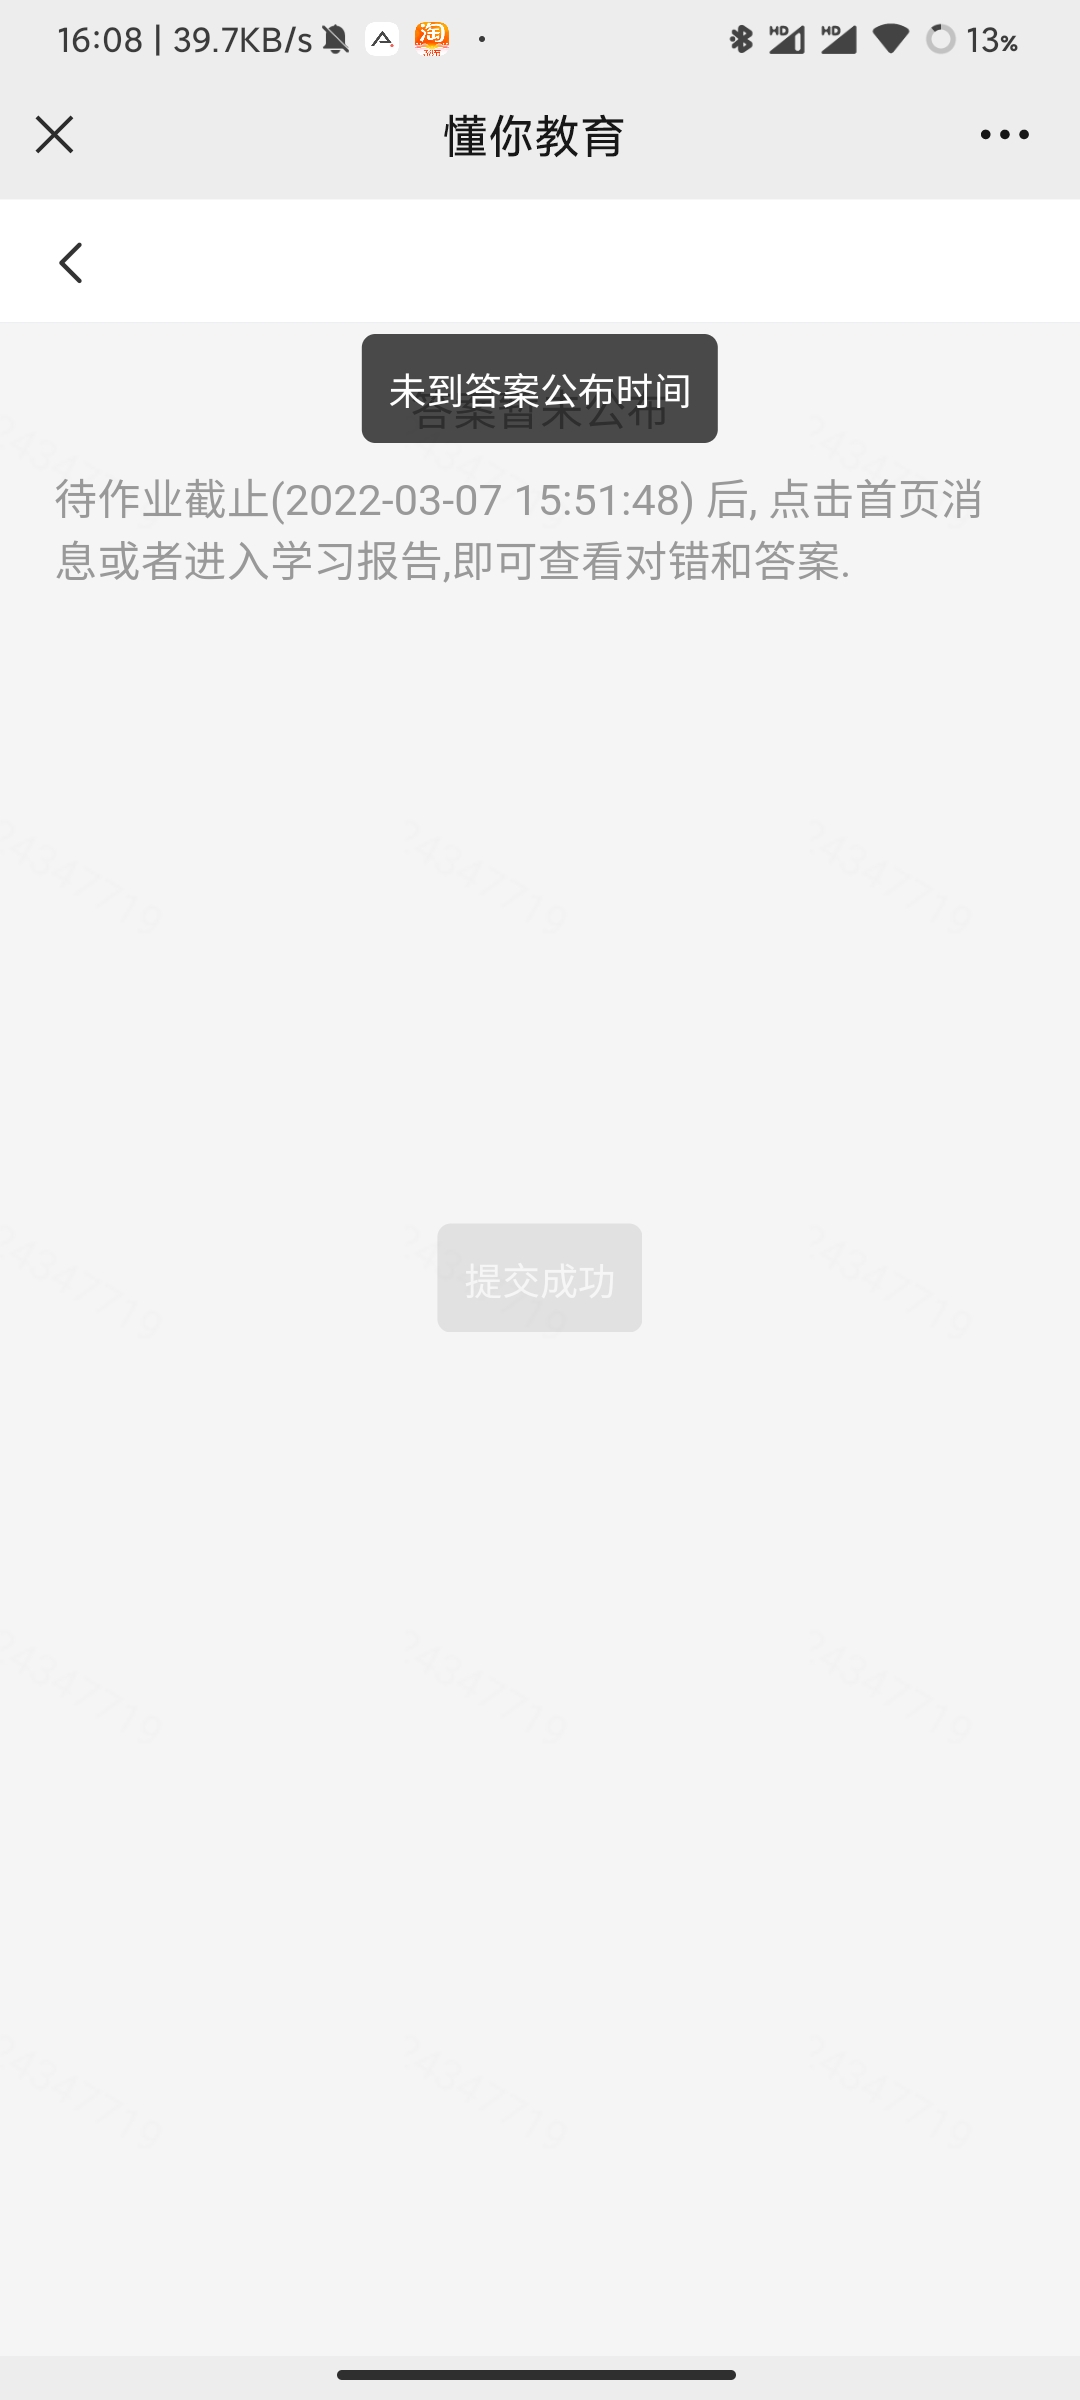 16:08 | 39.7KB/s
13%
懂你教育
未到答案公布时间
答案暂未公布
待作业截止(2022-03-07 15:51:48) 后, 点击首页消
息或者进入学习报告,即可查看对错和答案.
提交成功